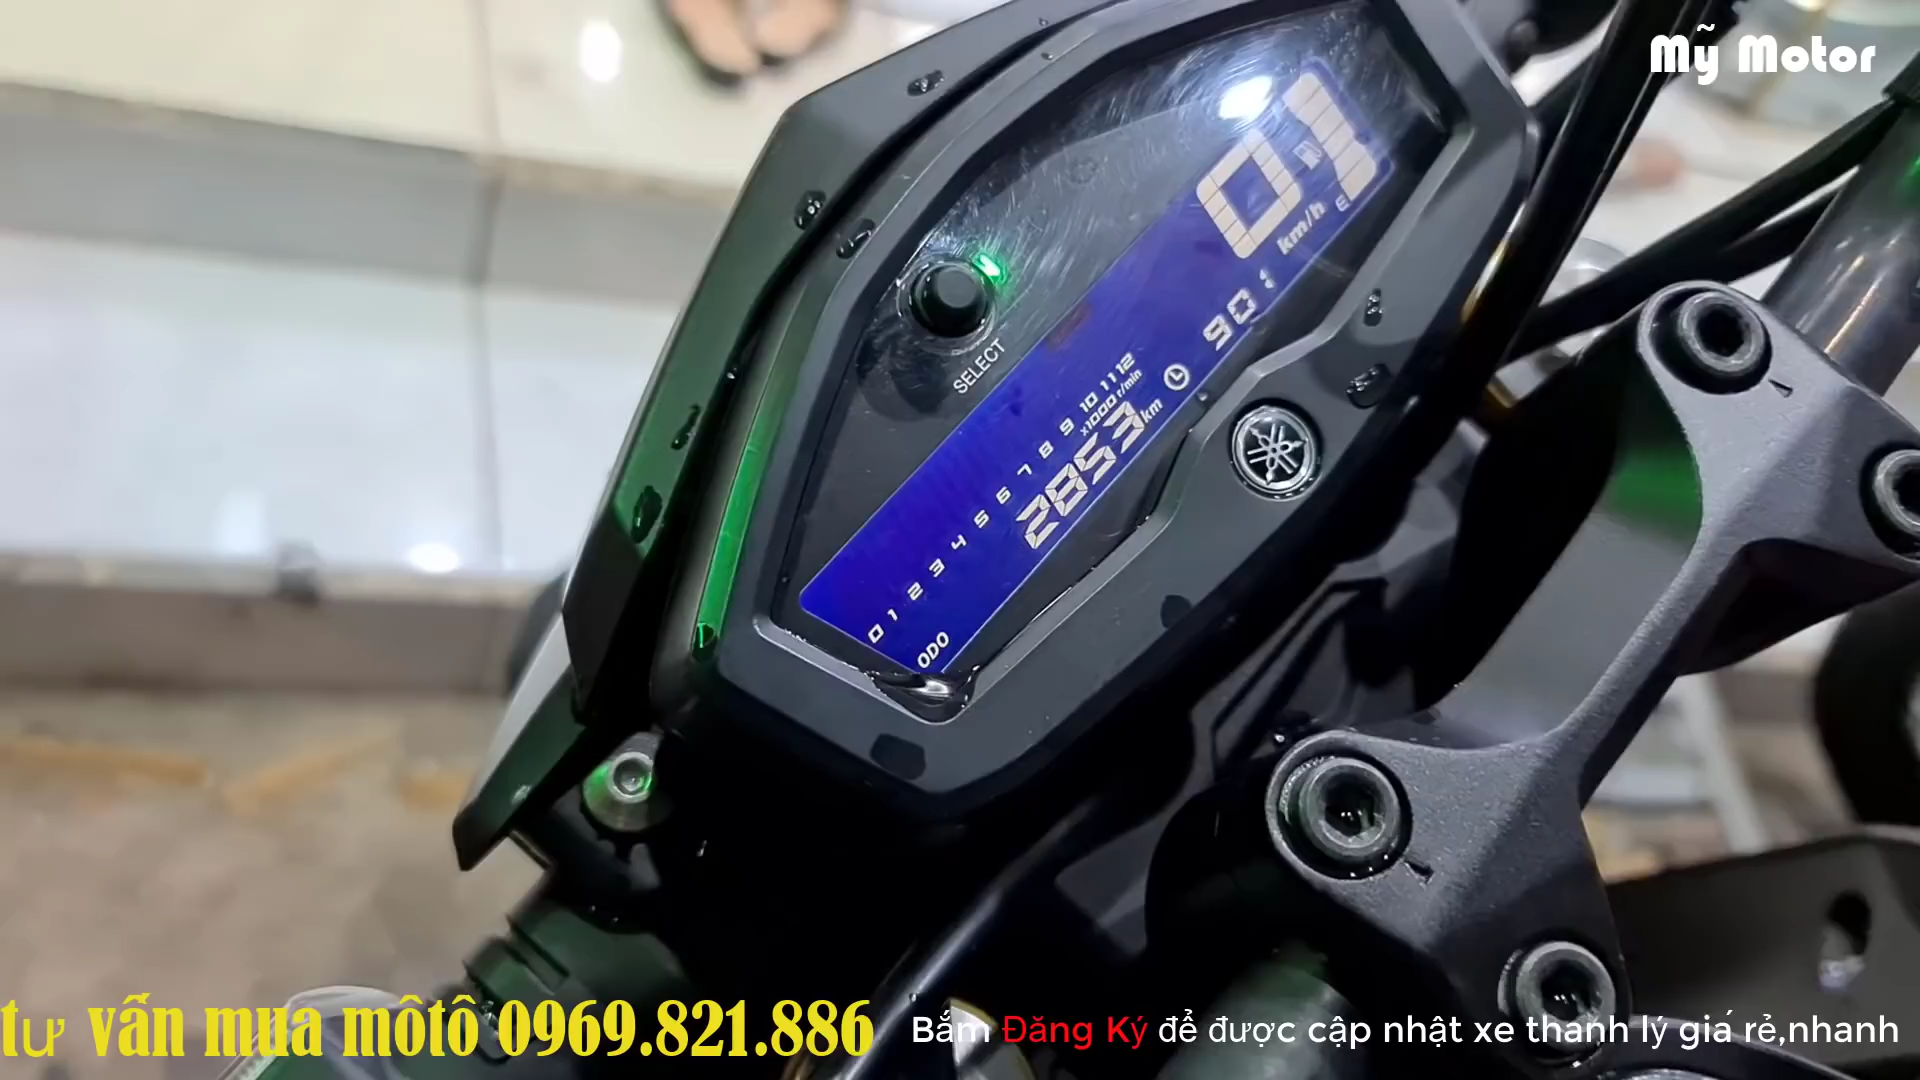 Mỹ Motor
0
km/h
E
90 1
SELECT
0 1 2 3 4 5 6 7 8 9 10 11 12
x1000 r/min
2853 km
ODO
tư vấn mua môtô 0969.821.886
Bấm Đăng Ký để được cập nhật xe thanh lý giá rẻ,nhanh